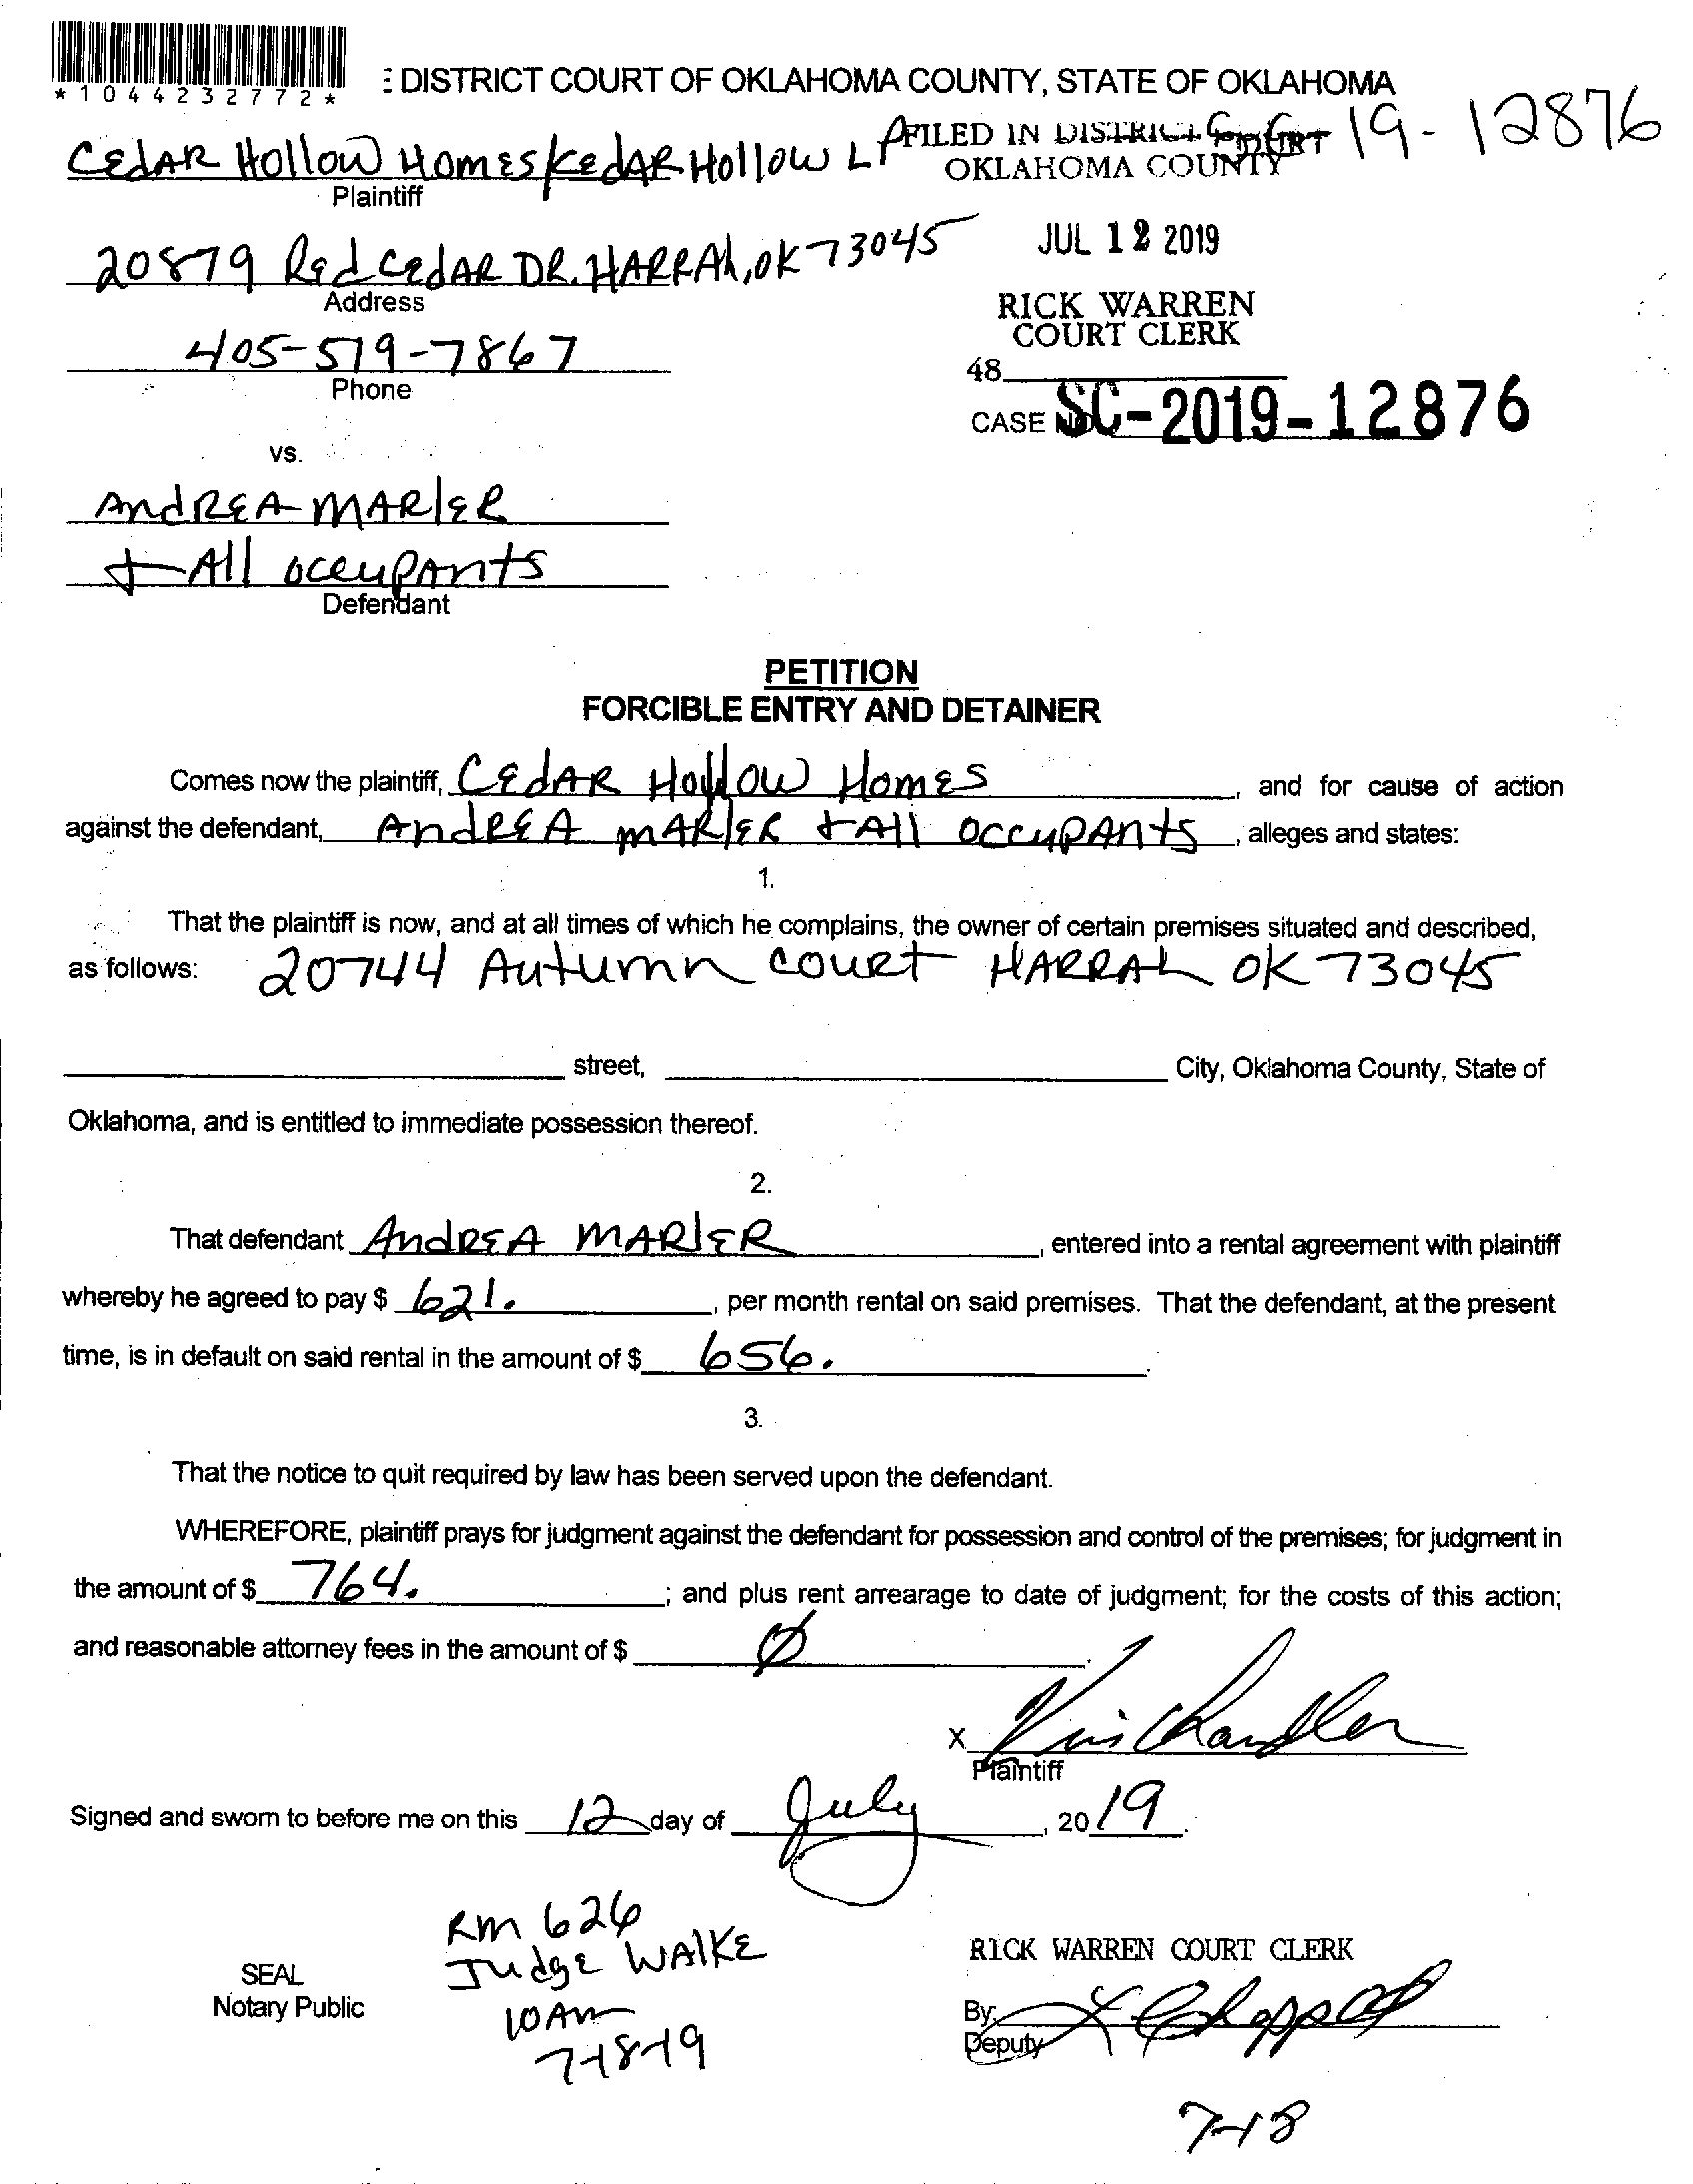 *1044232772*
DISTRICT COURT OF OKLAHOMA COUNTY, STATE OF OKLAHOMA
CEdAR Hollow Homes/CEdAR Hollow LP
Plaintiff
FILED IN DISTRICT COURT
OKLAHOMA COUNTY
19-12876
20879 Red CEdAR DR. HARRAh, OK 73045
Address
JUL 12 2019
RICK WARREN
COURT CLERK
405-519-7867
Phone
48
CASE NO. SC-2019-12876
vs.
AndREA MARlER
+ All occupAnts
Defendant
PETITION
FORCIBLE ENTRY AND DETAINER
Comes now the plaintiff, CEdAR Hollow Homes, and for cause of action
against the defendant, AndREA MARlER + All occupAnts, alleges and states:
1.
That the plaintiff is now, and at all times of which he complains, the owner of certain premises situated and described,
as follows: 20744 Autumn COURT HARRAh OK 73045
street, City, Oklahoma County, State of
Oklahoma, and is entitled to immediate possession thereof.
2.
That defendant AndREA MARlER, entered into a rental agreement with plaintiff
whereby he agreed to pay $ 621., per month rental on said premises. That the defendant, at the present
time, is in default on said rental in the amount of $ 656.
3.
That the notice to quit required by law has been served upon the defendant.
WHEREFORE, plaintiff prays for judgment against the defendant for possession and control of the premises; for judgment in
the amount of $ 764. ; and plus rent arrearage to date of judgment; for the costs of this action;
and reasonable attorney fees in the amount of $ Ø.
X Kris Chandler
Plaintiff
Signed and sworn to before me on this 12 day of July, 2019.
Rm 626
Judge WAlKE
10 Am
7-18-19
SEAL
Notary Public
RICK WARREN COURT CLERK
By:
Deputy
7-18